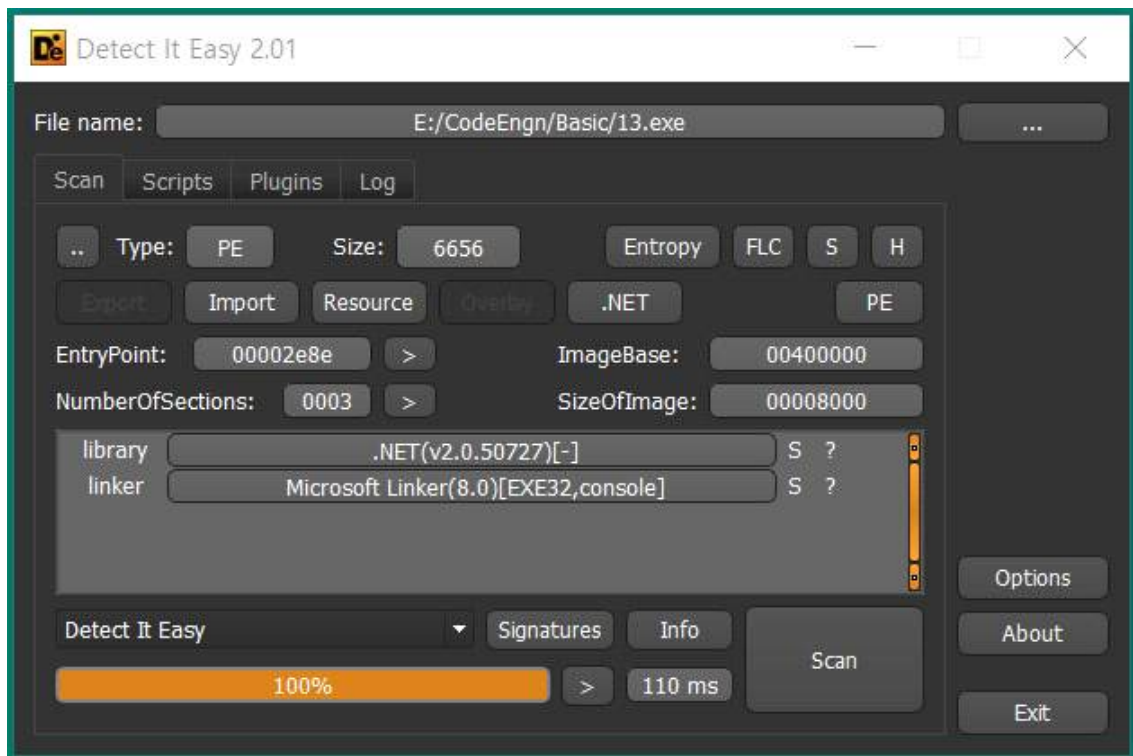 De Detect It Easy 2.01
File name: E:/CodeEngn/Basic/13.exe ...
Scan Scripts Plugins Log
.. Type: PE Size: 6656 Entropy FLC S H
Export Import Resource Overlay .NET PE
EntryPoint: 00002e8e > ImageBase: 00400000
NumberOfSections: 0003 > SizeOfImage: 00008000
library .NET(v2.0.50727)[-] S ?
linker Microsoft Linker(8.0)[EXE32,console] S ?
Options
Detect It Easy Signatures Info Scan About
100% > 110 ms
Exit